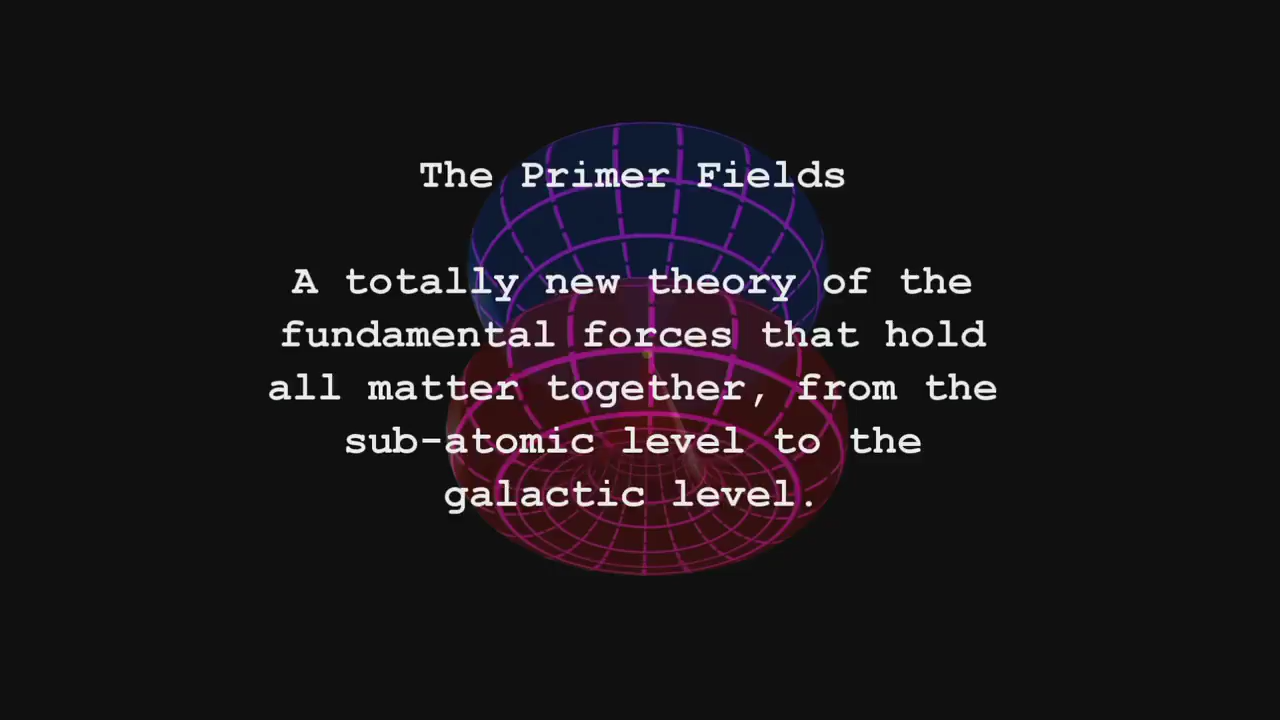 The Primer Fields
A totally new theory of the
fundamental forces that hold
all matter together, from the
sub-atomic level to the
galactic level.